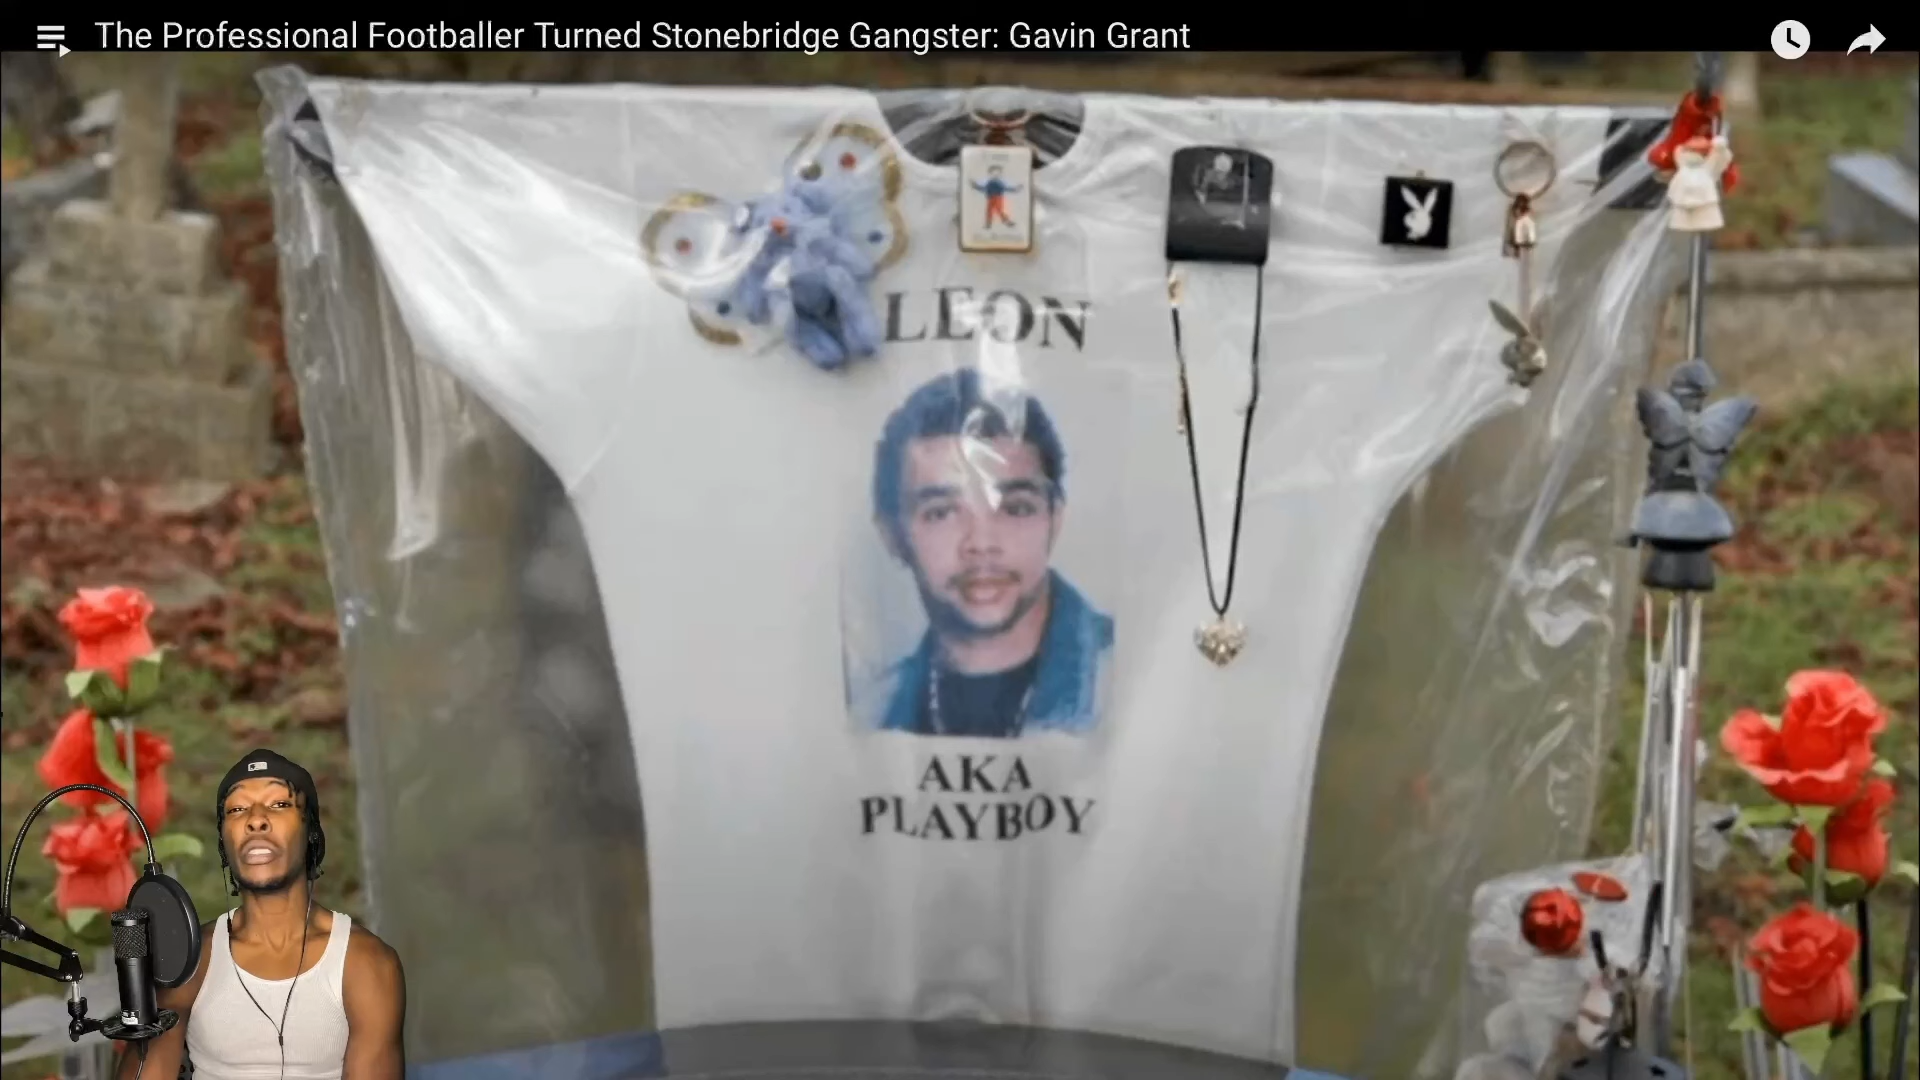 The Professional Footballer Turned Stonebridge Gangster: Gavin Grant
LEON
AKA
PLAYBOY